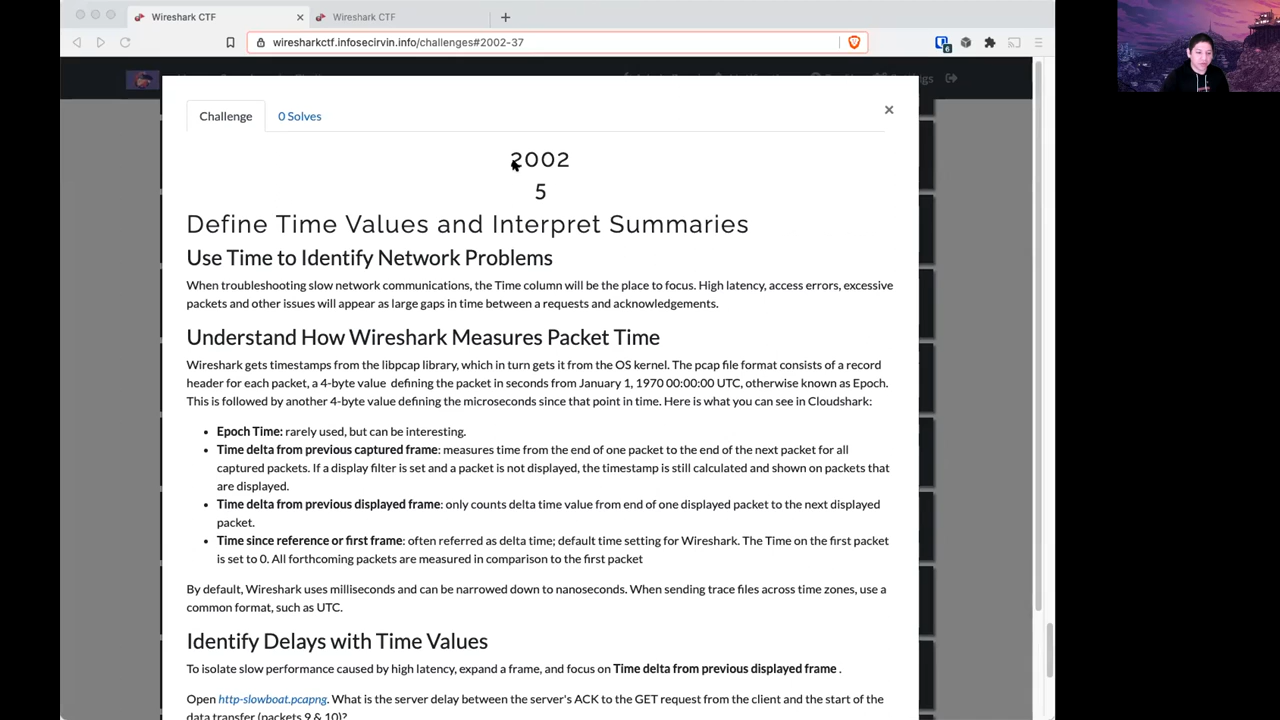 Wireshark CTF
Wireshark CTF
wiresharkctf.infosecirvin.info/challenges#2002-37
6
Challenge
0 Solves
×
2002
5
Define Time Values and Interpret Summaries
Use Time to Identify Network Problems
When troubleshooting slow network communications, the Time column will be the place to focus. High latency, access errors, excessive
packets and other issues will appear as large gaps in time between a requests and acknowledgements.
Understand How Wireshark Measures Packet Time
Wireshark gets timestamps from the libpcap library, which in turn gets it from the OS kernel. The pcap file format consists of a record
header for each packet, a 4-byte value defining the packet in seconds from January 1, 1970 00:00:00 UTC, otherwise known as Epoch.
This is followed by another 4-byte value defining the microseconds since that point in time. Here is what you can see in Cloudshark:
• Epoch Time: rarely used, but can be interesting.
• Time delta from previous captured frame: measures time from the end of one packet to the end of the next packet for all
captured packets. If a display filter is set and a packet is not displayed, the timestamp is still calculated and shown on packets that
are displayed.
• Time delta from previous displayed frame: only counts delta time value from end of one displayed packet to the next displayed
packet.
• Time since reference or first frame: often referred as delta time; default time setting for Wireshark. The Time on the first packet
is set to 0. All forthcoming packets are measured in comparison to the first packet
By default, Wireshark uses milliseconds and can be narrowed down to nanoseconds. When sending trace files across time zones, use a
common format, such as UTC.
Identify Delays with Time Values
To isolate slow performance caused by high latency, expand a frame, and focus on Time delta from previous displayed frame .
Open http-slowboat.pcapng. What is the server delay between the server's ACK to the GET request from the client and the start of the
data transfer (packets 9 & 10)?